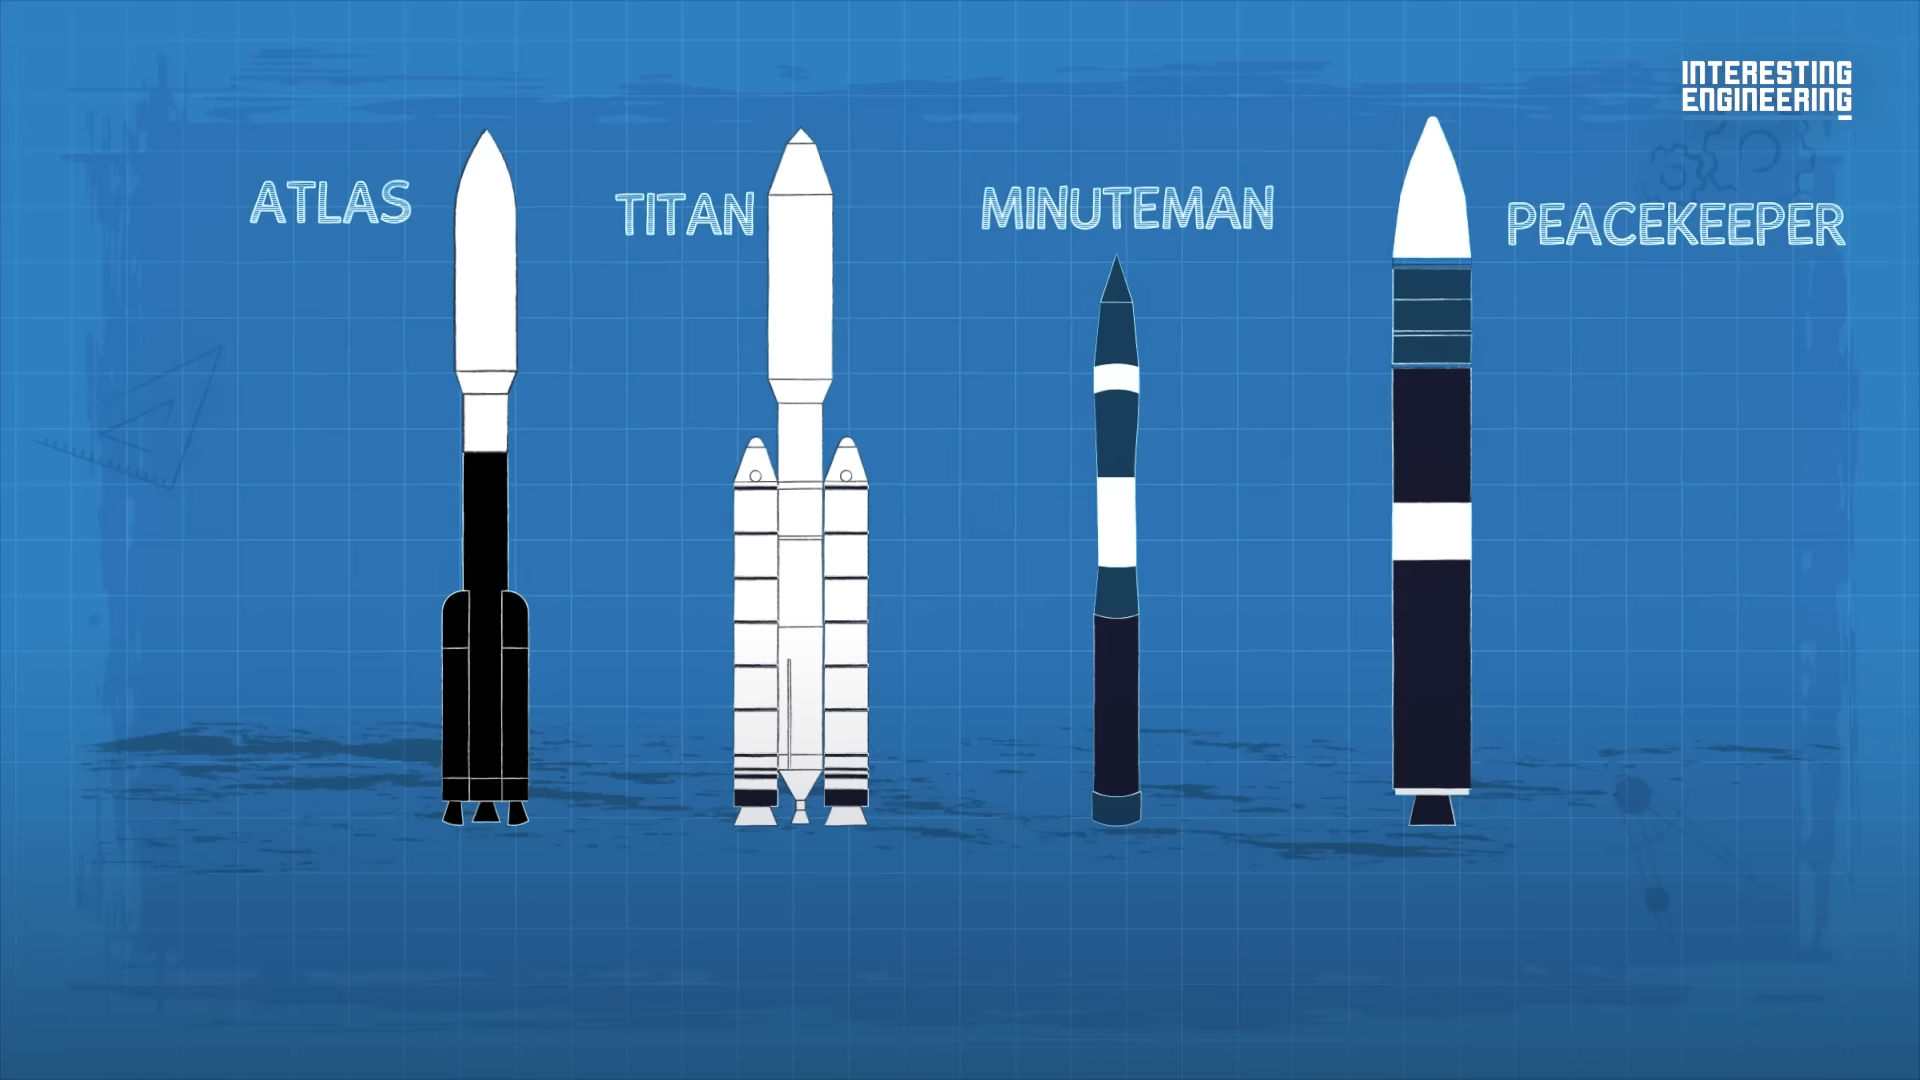 INTERESTING
ENGINEERING
ATLAS
TITAN
MINUTEMAN
PEACEKEEPER